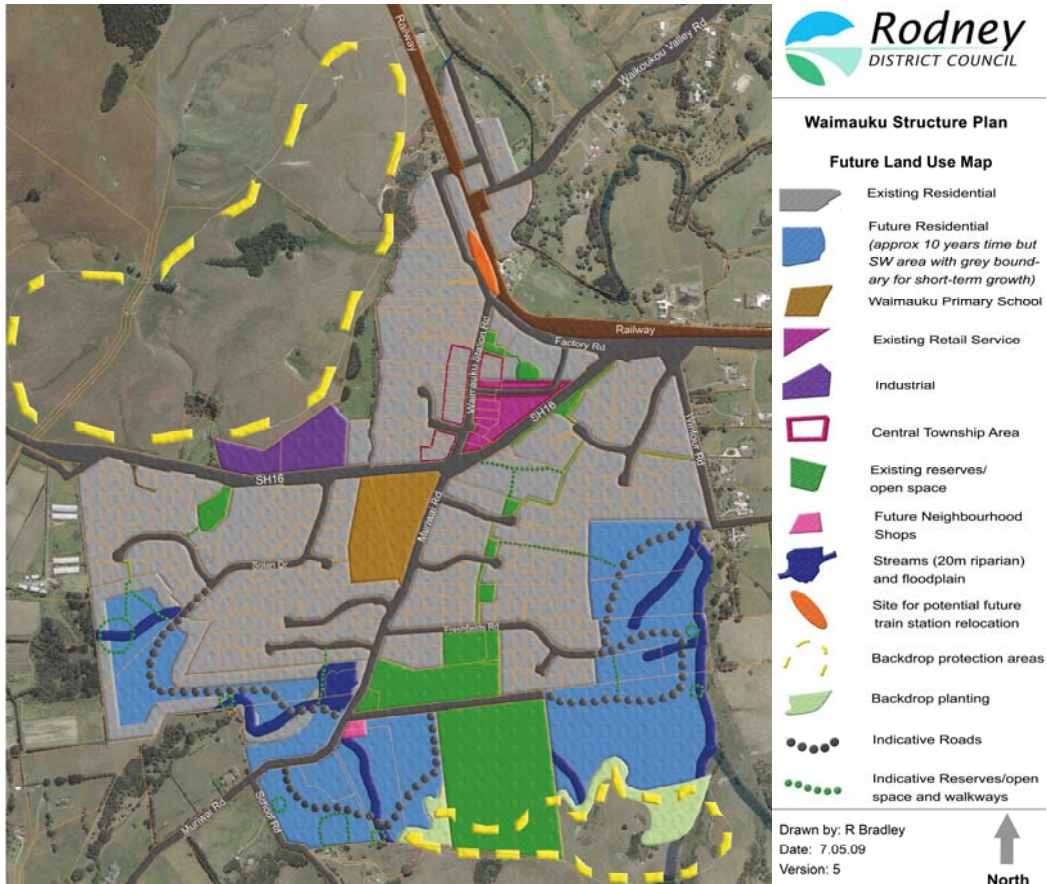 Railway
Waikoukou Valley Rd
Railway
Factory Rd
Waimauku Station Rd
SH16
Winbour Rd
SH16
Muriwai Rd
Solan Dr
Freshfields Rd
Muriwai Rd
School Rd
Rodney
DISTRICT COUNCIL
Waimauku Structure Plan
Future Land Use Map
Existing Residential
Future Residential
(approx 10 years time but
SW area with grey bound-
ary for short-term growth)
Waimauku Primary School
Existing Retail Service
Industrial
Central Township Area
Existing reserves/
open space
Future Neighbourhood
Shops
Streams (20m riparian)
and floodplain
Site for potential future
train station relocation
Backdrop protection areas
Backdrop planting
Indicative Roads
Indicative Reserves/open
space and walkways
Drawn by: R Bradley
Date: 7.05.09
Version: 5
North